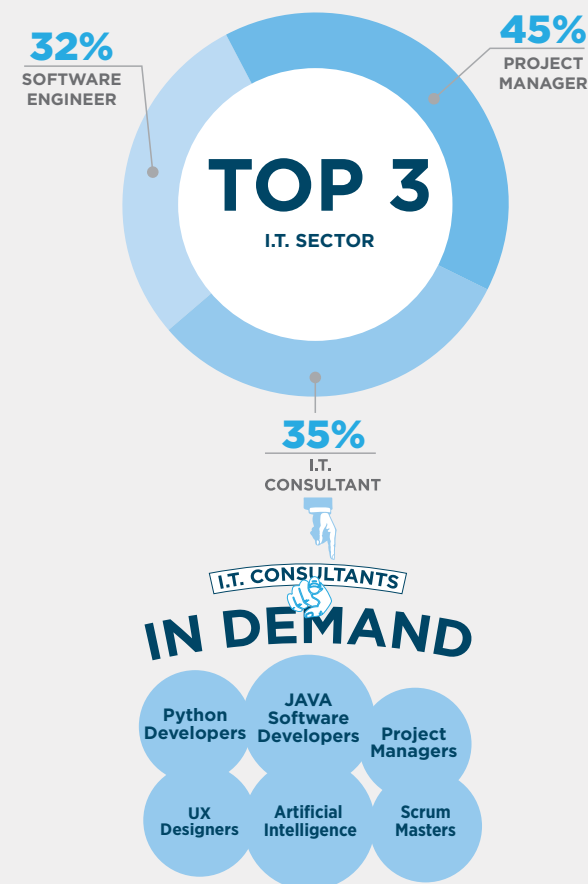 32%
SOFTWARE
ENGINEER
45%
PROJECT
MANAGER
TOP 3
I.T. SECTOR
35%
I.T.
CONSULTANT
I.T. CONSULTANTS
IN DEMAND
Python
Developers
JAVA
Software
Developers
Project
Managers
UX
Designers
Artificial
Intelligence
Scrum
Masters